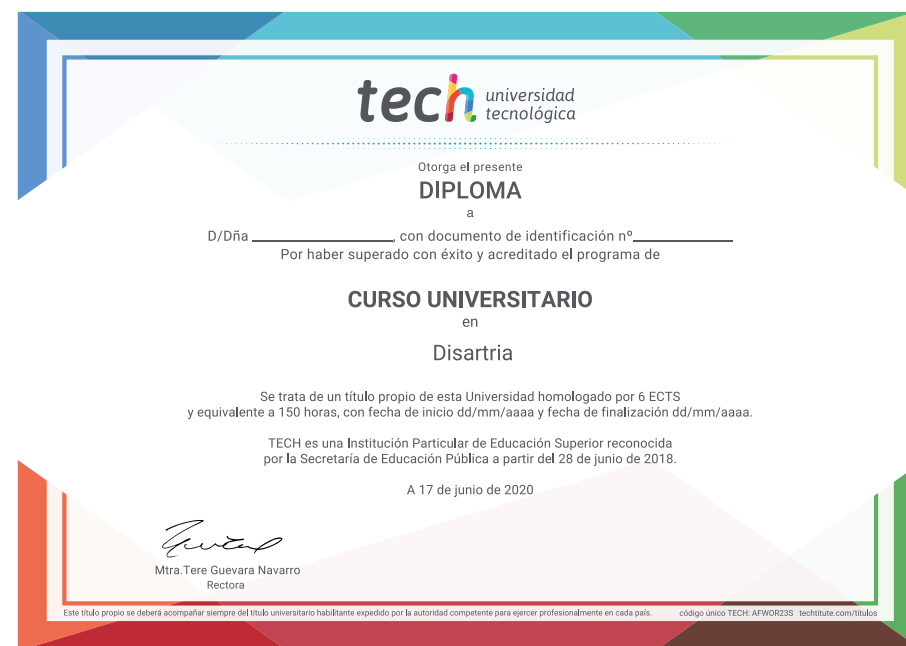 tech universidad
tecnológica
Otorga el presente
DIPLOMA
a
D/Dña ____________________, con documento de identificación nº______________
Por haber superado con éxito y acreditado el programa de
CURSO UNIVERSITARIO
en
Disartria
Se trata de un título propio de esta Universidad homologado por 6 ECTS
y equivalente a 150 horas, con fecha de inicio dd/mm/aaaa y fecha de finalización dd/mm/aaaa.
TECH es una Institución Particular de Educación Superior reconocida
por la Secretaría de Educación Pública a partir del 28 de junio de 2018.
A 17 de junio de 2020
Mtra.Tere Guevara Navarro
Rectora
Este título propio se deberá acompañar siempre del título universitario habilitante expedido por la autoridad competente para ejercer profesionalmente en cada país. código único TECH: AFWOR23S techtitute.com/titulos